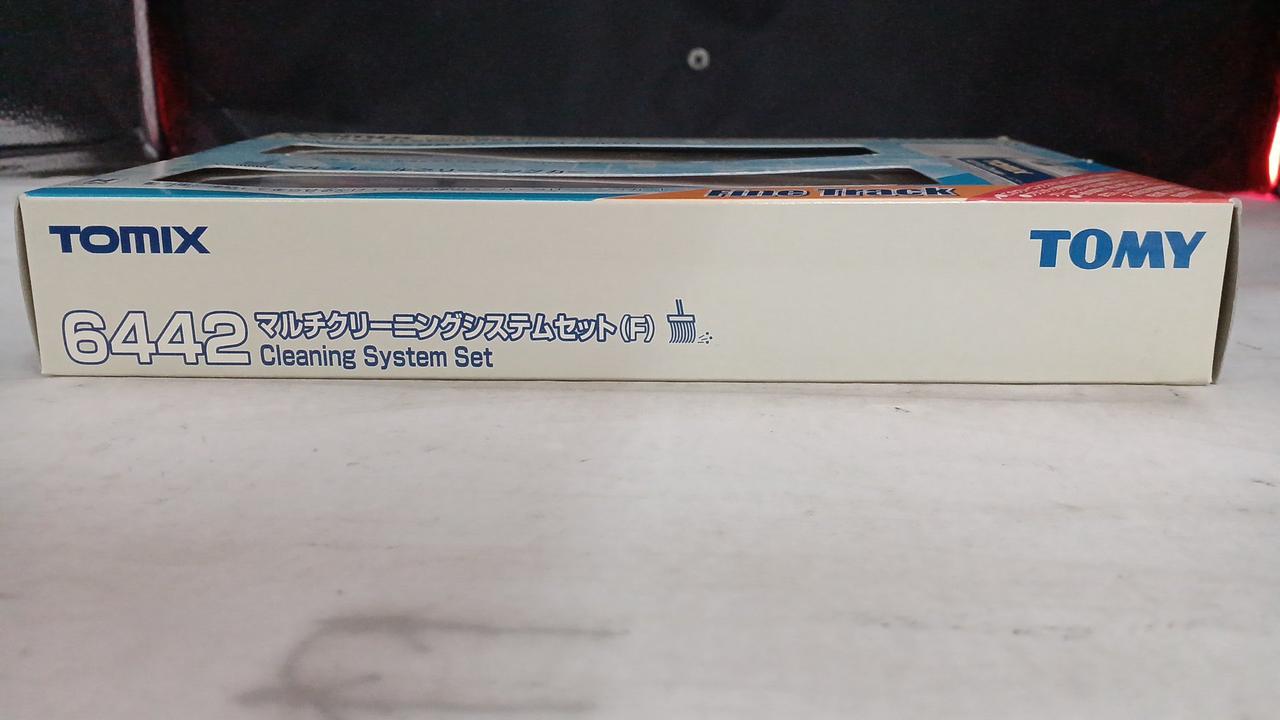 Fine Track
TOMIX
TOMY
6442 マルチクリーニングシステムセット(F)
Cleaning System Set